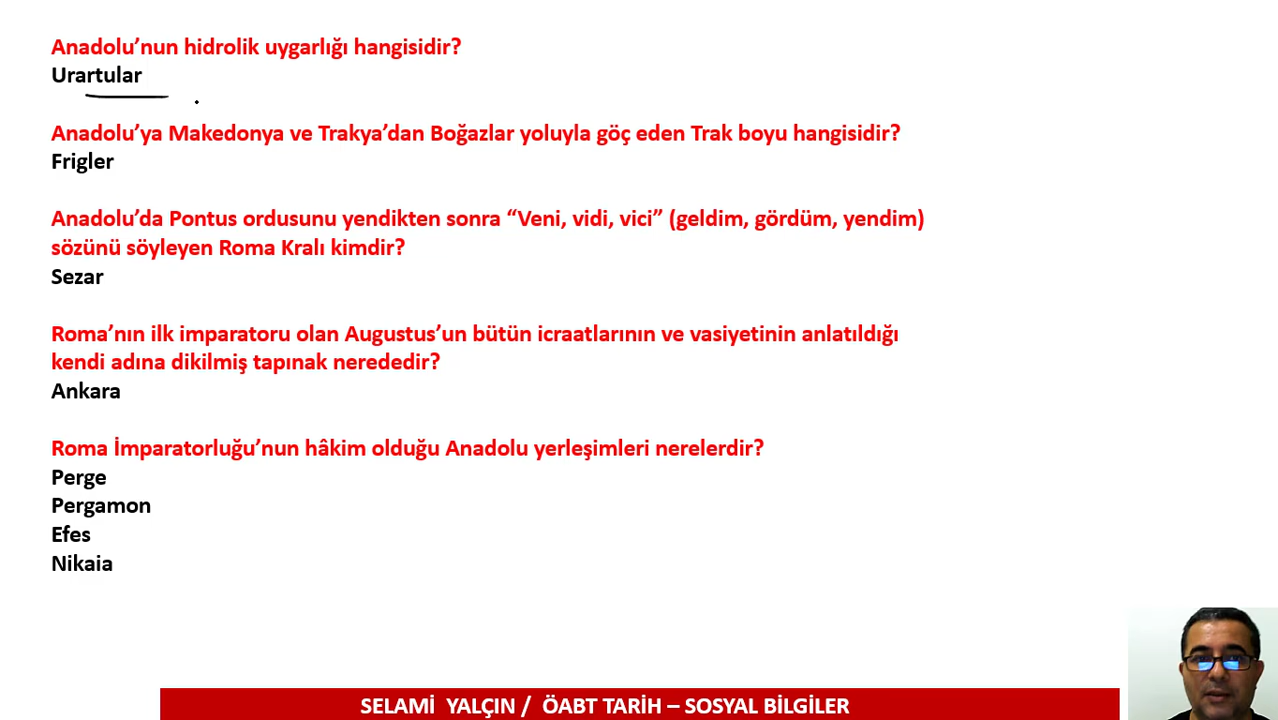 Anadolu’nun hidrolik uygarlığı hangisidir?
Urartular
Anadolu’ya Makedonya ve Trakya’dan Boğazlar yoluyla göç eden Trak boyu hangisidir?
Frigler
Anadolu’da Pontus ordusunu yendikten sonra “Veni, vidi, vici” (geldim, gördüm, yendim)
sözünü söyleyen Roma Kralı kimdir?
Sezar
Roma’nın ilk imparatoru olan Augustus’un bütün icraatlarının ve vasiyetinin anlatıldığı
kendi adına dikilmiş tapınak nerededir?
Ankara
Roma İmparatorluğu’nun hâkim olduğu Anadolu yerleşimleri nerelerdir?
Perge
Pergamon
Efes
Nikaia
SELAMİ YALÇIN / ÖABT TARİH – SOSYAL BİLGİLER